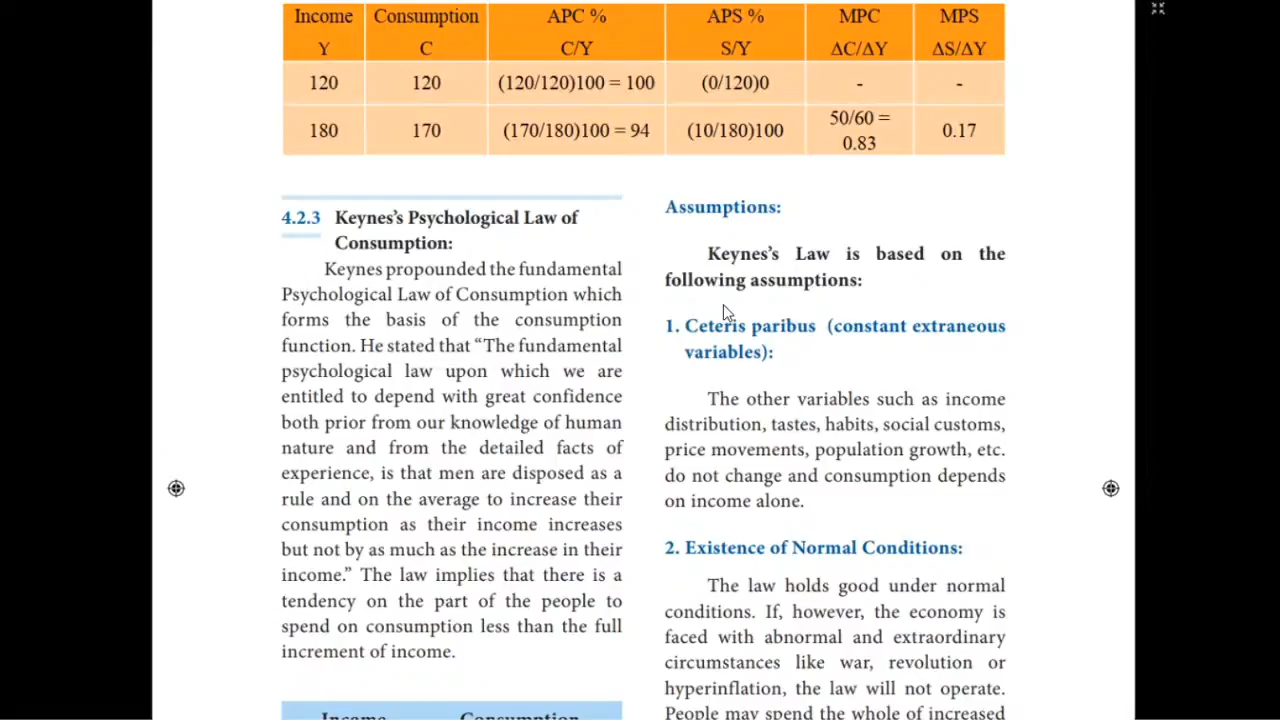 Income Consumption APC % APS % MPC MPS
Y C C/Y S/Y ΔC/ΔY ΔS/ΔY
120 120 (120/120)100 = 100 (0/120)0 - -
180 170 (170/180)100 = 94 (10/180)100 50/60 = 0.83 0.17
4.2.3 Keynes's Psychological Law of
Consumption:
Keynes propounded the fundamental
Psychological Law of Consumption which
forms the basis of the consumption
function. He stated that “The fundamental
psychological law upon which we are
entitled to depend with great confidence
both prior from our knowledge of human
nature and from the detailed facts of
experience, is that men are disposed as a
rule and on the average to increase their
consumption as their income increases
but not by as much as the increase in their
income.” The law implies that there is a
tendency on the part of the people to
spend on consumption less than the full
increment of income.
Income Consumption
Assumptions:
Keynes's Law is based on the
following assumptions:
1. Ceteris paribus (constant extraneous
variables):
The other variables such as income
distribution, tastes, habits, social customs,
price movements, population growth, etc.
do not change and consumption depends
on income alone.
2. Existence of Normal Conditions:
The law holds good under normal
conditions. If, however, the economy is
faced with abnormal and extraordinary
circumstances like war, revolution or
hyperinflation, the law will not operate.
People may spend the whole of increased